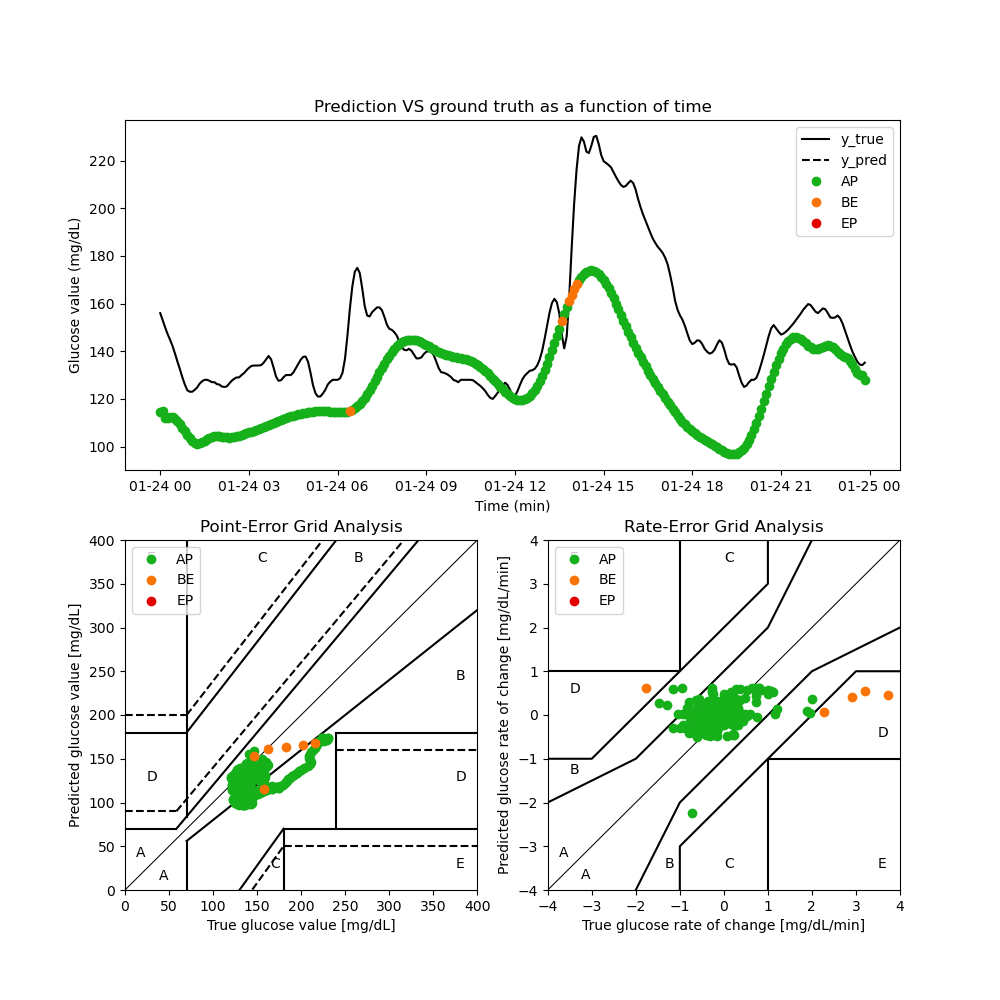 Prediction VS ground truth as a function of time
Glucose value (mg/dL)
220
200
180
160
140
120
100
y_true
y_pred
AP
BE
EP
01-24 00 01-24 03 01-24 06 01-24 09 01-24 12 01-24 15 01-24 18 01-24 21 01-25 00
Time (min)
Point-Error Grid Analysis
Predicted glucose value [mg/dL]
400
350
300
250
200
150
100
50
0
AP
BE
EP
C B
B
D D
A
A
C E
0 50 100 150 200 250 300 350 400
True glucose value [mg/dL]
Rate-Error Grid Analysis
Predicted glucose rate of change [mg/dL/min]
4
3
2
1
0
−1
−2
−3
−4
AP
BE
EP
C
D
D
B
A
A
B C E
−4 −3 −2 −1 0 1 2 3 4
True glucose rate of change [mg/dL/min]